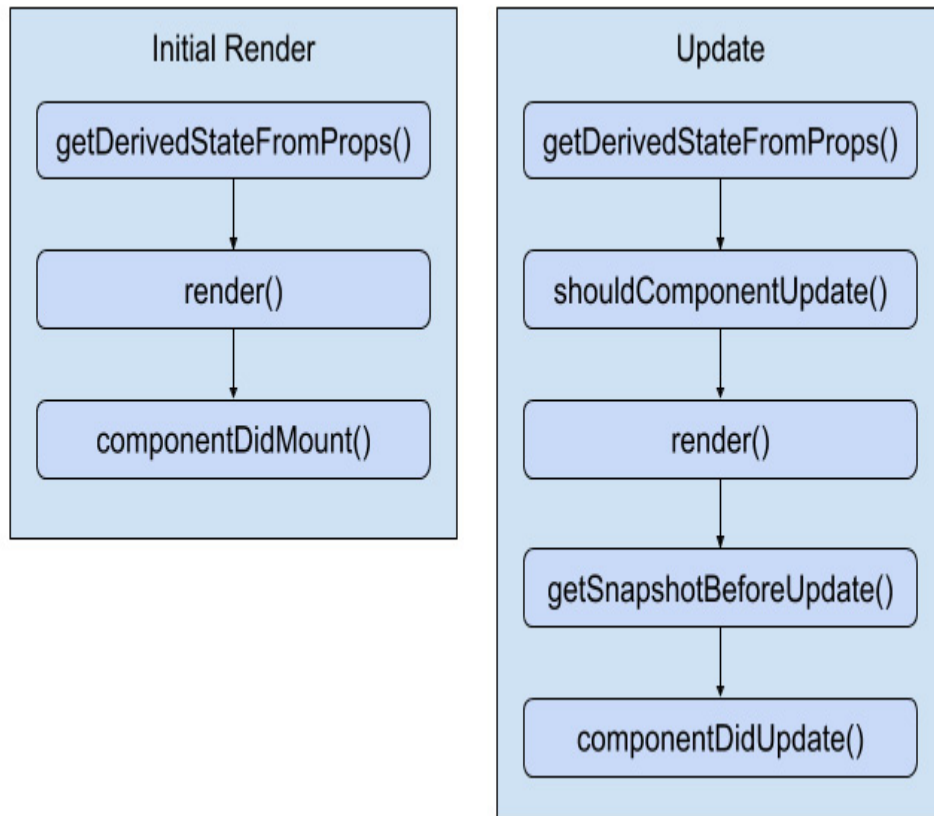 Initial Render
getDerivedStateFromProps()
render()
componentDidMount()
Update
getDerivedStateFromProps()
shouldComponentUpdate()
render()
getSnapshotBeforeUpdate()
componentDidUpdate()